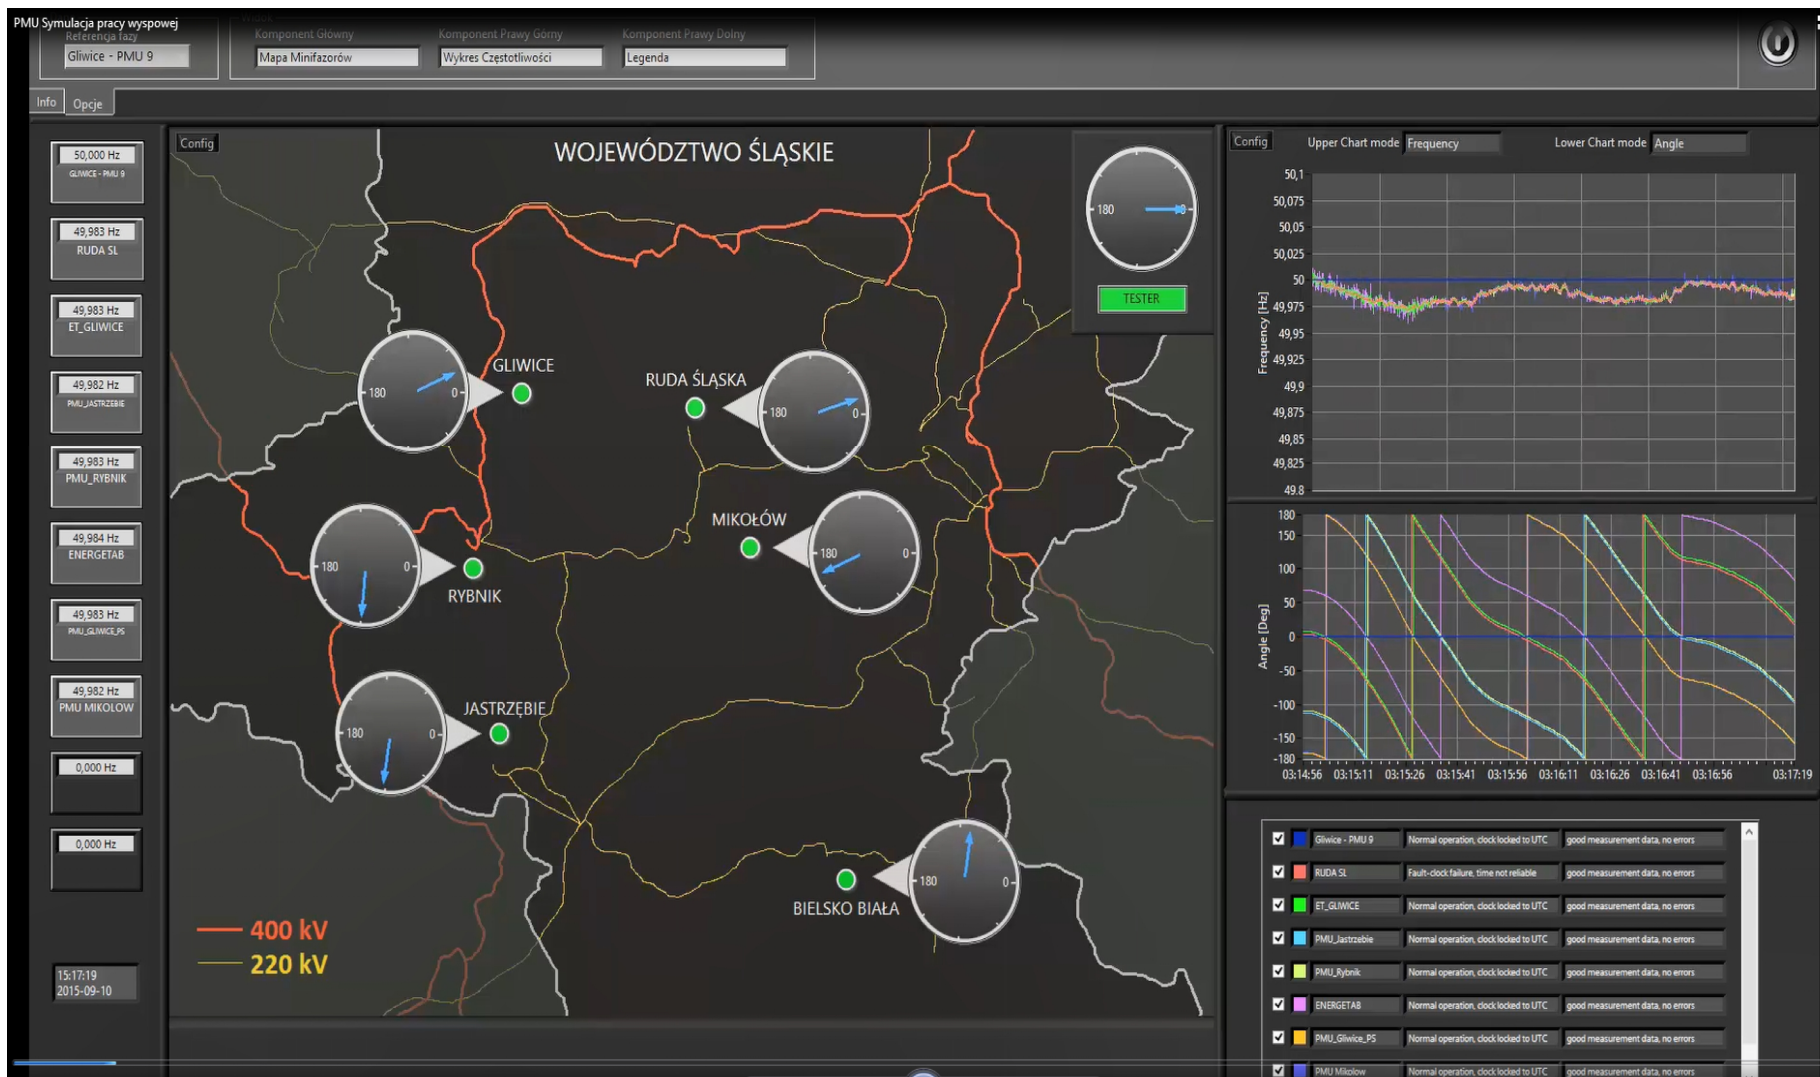 PMU Symulacja pracy wyspowej
Referencja fazy
Gliwice - PMU 9
Widok
Komponent Główny
Mapa Minifazorów
Komponent Prawy Górny
Wykres Częstotliwości
Komponent Prawy Dolny
Legenda
Info
Opcje
50,000 Hz
GLIWICE - PMU 9
49,983 Hz
RUDA SL
49,983 Hz
ET_GLIWICE
49,982 Hz
PMU_JASTRZEBIE
49,983 Hz
PMU_RYBNIK
49,984 Hz
ENERGETAB
49,983 Hz
PMU_GLIWICE_PS
49,982 Hz
PMU MIKOLOW
0,000 Hz
0,000 Hz
15:17:19
2015-09-10
Config
WOJEWÓDZTWO ŚLĄSKIE
180
0
TESTER
GLIWICE
180
0
RUDA ŚLĄSKA
180
0
MIKOŁÓW
180
0
180
0
RYBNIK
JASTRZĘBIE
180
0
180
0
BIELSKO BIAŁA
400 kV
220 kV
Config
Upper Chart mode
Frequency
Lower Chart mode
Angle
50,1
50,075
50,05
50,025
50
49,975
49,95
49,925
49,9
49,875
49,85
49,825
49,8
Frequency [Hz]
180
150
100
50
0
-50
-100
-150
-180
Angle [Deg]
03:14:56 03:15:11 03:15:26 03:15:41 03:15:56 03:16:11 03:16:26 03:16:41 03:16:56 03:17:19
Gliwice - PMU 9 Normal operation, clock locked to UTC good measurement data, no errors
RUDA SL Fault-clock failure, time not reliable good measurement data, no errors
ET_GLIWICE Normal operation, clock locked to UTC good measurement data, no errors
PMU_Jastrzebie Normal operation, clock locked to UTC good measurement data, no errors
PMU_Rybnik Normal operation, clock locked to UTC good measurement data, no errors
ENERGETAB Normal operation, clock locked to UTC good measurement data, no errors
PMU_Gliwice_PS Normal operation, clock locked to UTC good measurement data, no errors
PMU Mikolow Normal operation, clock locked to UTC good measurement data, no errors